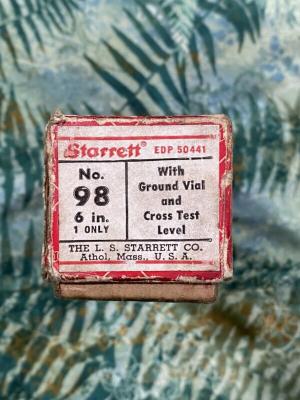 Starrett® EDP 50441
No.
98
6 in.
1 ONLY
With
Ground Vial
and
Cross Test
Level
THE L. S. STARRETT CO.
Athol, Mass., U. S. A.